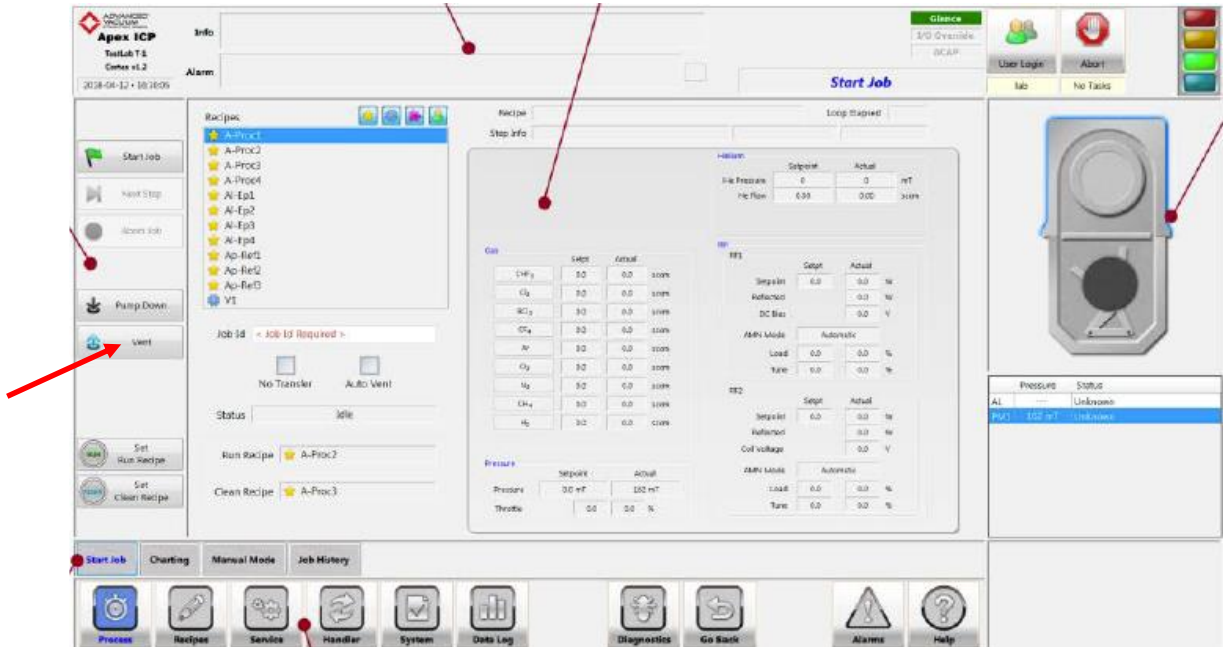 ADVANCED
VACUUM
Apex ICP
TestLab T-1
Cortex v1.2
2018-04-12 • 10:10:05
Info
Alarm
Glance
I/O Override
OCAP
Start Job
User Login
Abort
lab
No Tasks
Start Job
Next Step
Abort Job
Pump Down
Vent
Set
Run Recipe
Set
Clean Recipe
Recipes
A-Proc1
A-Proc2
A-Proc3
A-Proc4
Al-Ep1
Al-Ep2
Al-Ep3
Al-Ep4
Ap-Ref1
Ap-Ref2
Ap-Ref3
V1
Job Id < Job Id Required >
No Transfer Auto Vent
Status Idle
Run Recipe A-Proc2
Clean Recipe A-Proc3
Recipe Loop Elapsed
Step Info
Helium
Setpoint Actual
He Pressure 0 0 mT
He Flow 0.00 0.00 sccm
Gas
Setpt Actual
CHF₃ 0.0 0.0 sccm
Cl₂ 0.0 0.0 sccm
BCl₃ 0.0 0.0 sccm
CF₄ 0.0 0.0 sccm
Ar 0.0 0.0 sccm
O₂ 0.0 0.0 sccm
N₂ 0.0 0.0 sccm
CH₄ 0.0 0.0 sccm
H₂ 0.0 0.0 sccm
Pressure
Setpoint Actual
Pressure 0.0 mT 162 mT
Throttle 0.0 0.0 %
RF
RF1
Setpt Actual
Setpoint 0.0 0.0 W
Reflected 0.0 W
DC Bias 0.0 V
AMN Mode Automatic
Load 0.0 0.0 %
Tune 0.0 0.0 %
RF2
Setpt Actual
Setpoint 0.0 0.0 W
Reflected 0.0 W
Coil Voltage 0.0 V
AMN Mode Automatic
Load 0.0 0.0 %
Tune 0.0 0.0 %
Pressure Status
AL --- Unknown
PM1 162 mT Unknown
Start Job Charting Manual Mode Job History
Process Recipes Service Handler System Data Log Diagnostics Go Back Alarms Help